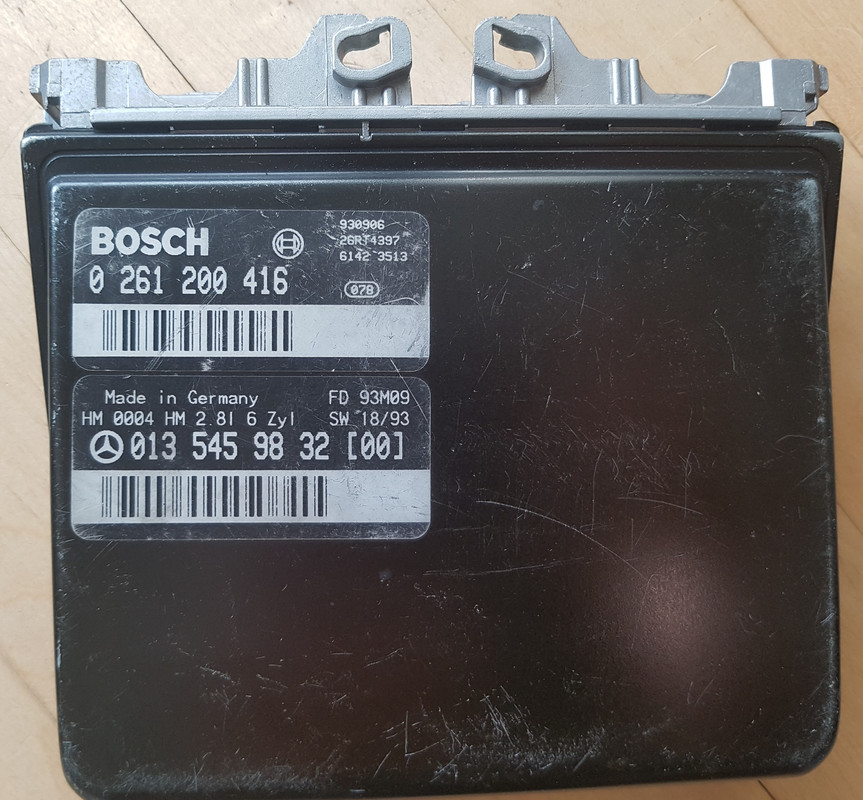 BOSCH
930906
26RT4397
6142 3513
0 261 200 416
078
Made in Germany
FD 93M09
HM 0004 HM 2.8l 6 Zyl
SW 18/93
013 545 98 32 [00]